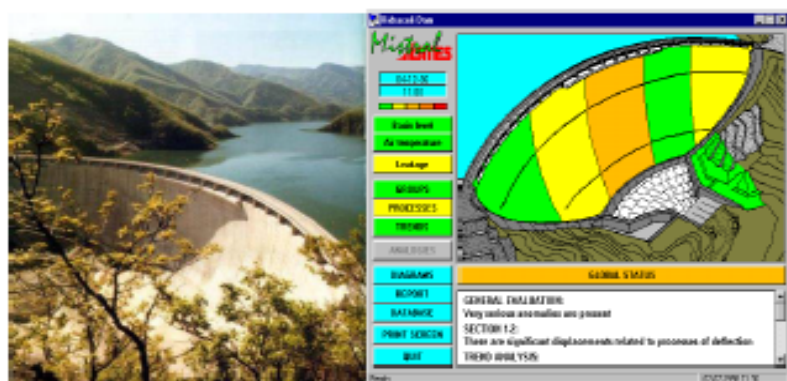 Mistral
Basin level
Air temperature
Leakage
GROUPS
PROCESSES
TRENDS
ANALOGIES
DIAGRAMS
REPORT
DATABASE
PRINT SCREEN
QUIT
GLOBAL STATUS
GENERAL EVALUATION:
Very serious anomalies are present
SECTION 1-2:
There are significant displacements related to processes of deflection
TREND ANALYSIS:
Ready